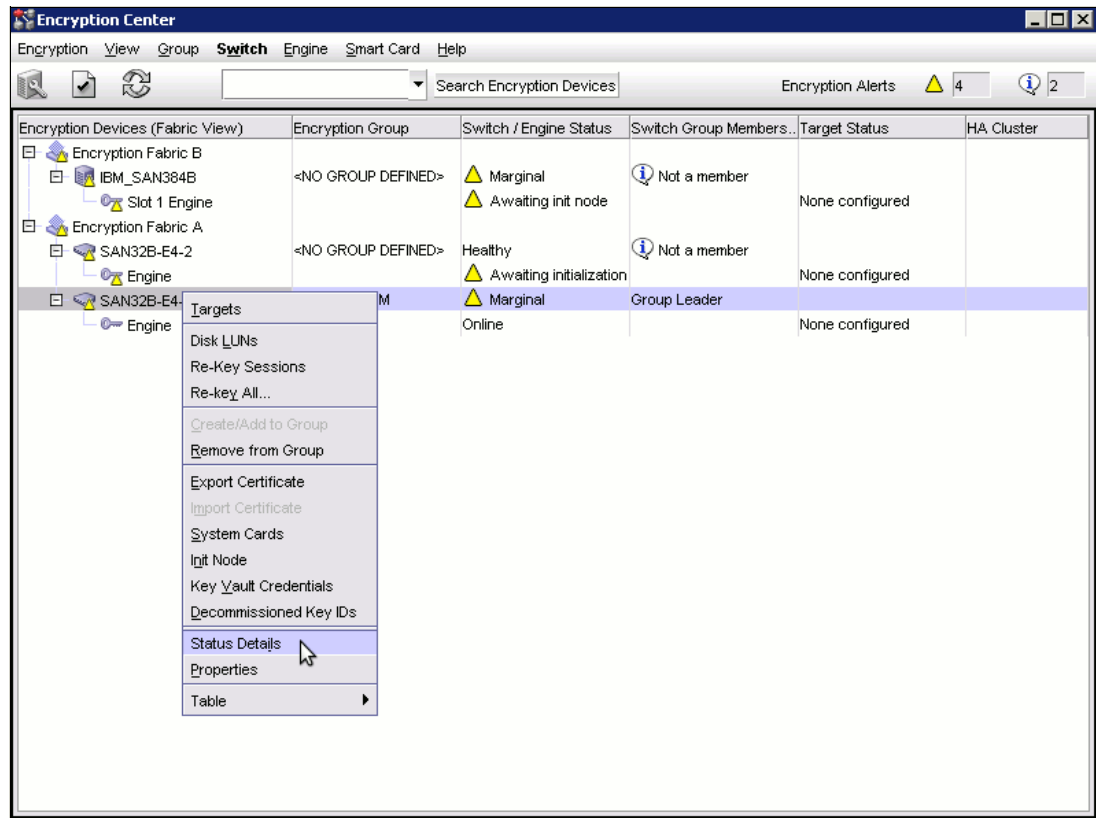 Encryption Center
Encryption View Group Switch Engine Smart Card Help
Search Encryption Devices Encryption Alerts 4 2
Encryption Devices (Fabric View) Encryption Group Switch / Engine Status Switch Group Members... Target Status HA Cluster
Encryption Fabric B
IBM_SAN384B <NO GROUP DEFINED> Marginal Not a member
Slot 1 Engine Awaiting init node None configured
Encryption Fabric A
SAN32B-E4-2 <NO GROUP DEFINED> Healthy Not a member
Engine Awaiting initialization None configured
SAN32B-E4- M Marginal Group Leader
Engine Online None configured
Targets
Disk LUNs
Re-Key Sessions
Re-key All...
Create/Add to Group
Remove from Group
Export Certificate
Import Certificate
System Cards
Init Node
Key Vault Credentials
Decommissioned Key IDs
Status Details
Properties
Table